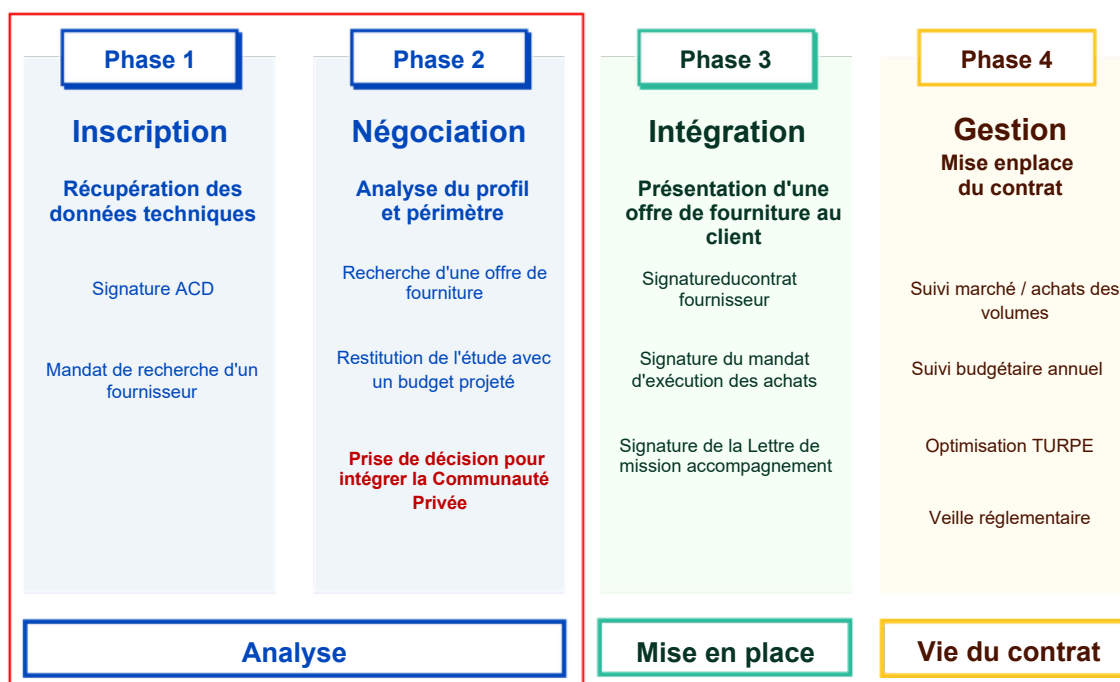 Phase 1
Inscription
Récupération des
données techniques
Signature ACD
Mandat de recherche d'un
fournisseur
Phase 2
Négociation
Analyse du profil
et périmètre
Recherche d'une offre de
fourniture
Restitution de l'étude avec
un budget projeté
Prise de décision pour
intégrer la Communauté
Privée
Analyse
Phase 3
Intégration
Présentation d'une
offre de fourniture au
client
Signatureducontrat
fournisseur
Signature du mandat
d'exécution des achats
Signature de la Lettre de
mission accompagnement
Mise en place
Phase 4
Gestion
Mise enplace
du contrat
Suivi marché / achats des
volumes
Suivi budgétaire annuel
Optimisation TURPE
Veille réglementaire
Vie du contrat